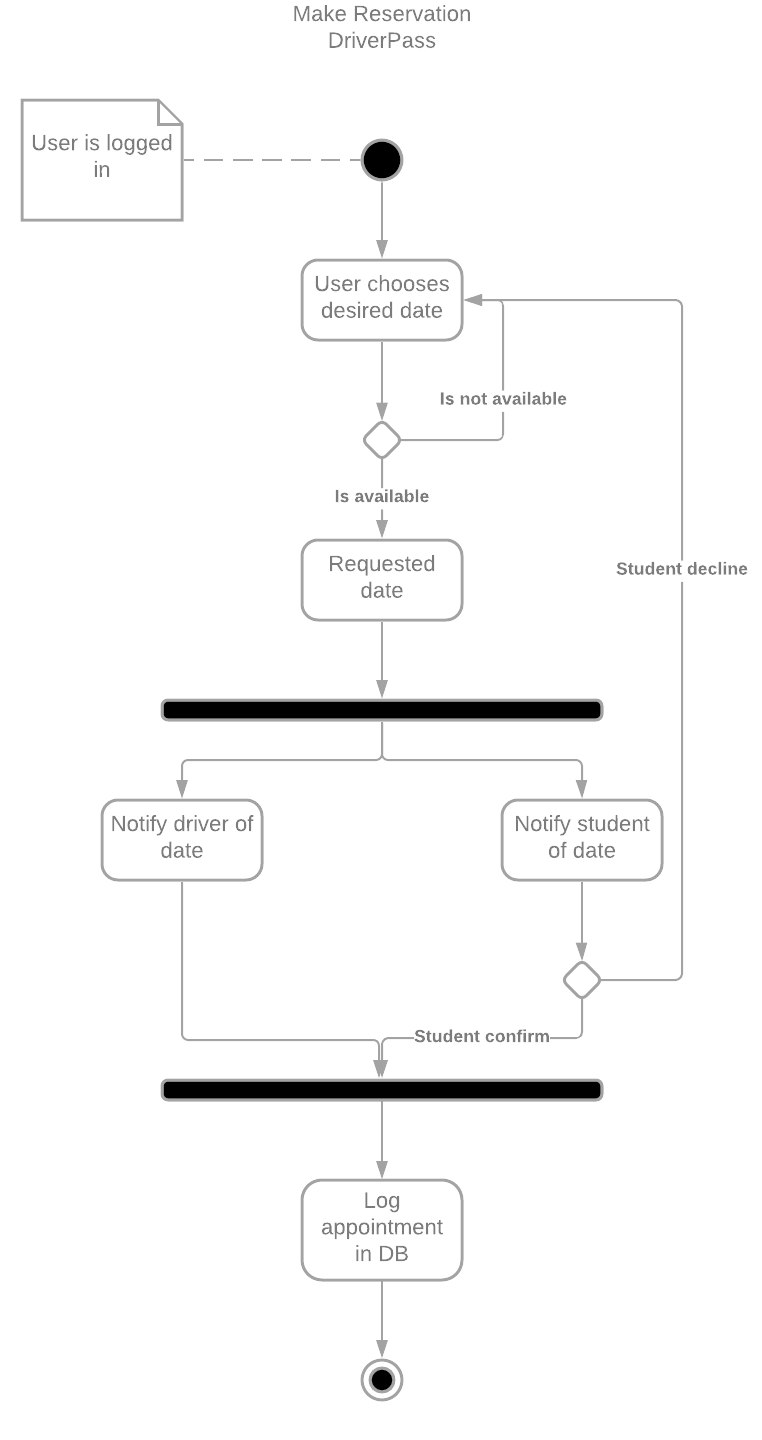 Make Reservation
DriverPass
User is logged
in
User chooses
desired date
Is not available
Is available
Requested
date
Student decline
Notify driver of
date
Notify student
of date
Student confirm
Log
appointment
in DB